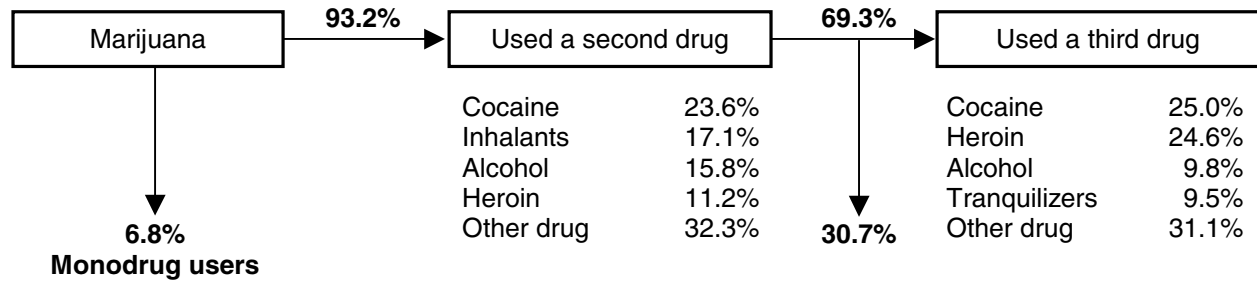 93.2% 69.3%
Marijuana Used a second drug Used a third drug
Cocaine 23.6% Cocaine 25.0%
Inhalants 17.1% Heroin 24.6%
Alcohol 15.8% Alcohol 9.8%
Heroin 11.2% Tranquilizers 9.5%
6.8% Other drug 32.3% 30.7% Other drug 31.1%
Monodrug users